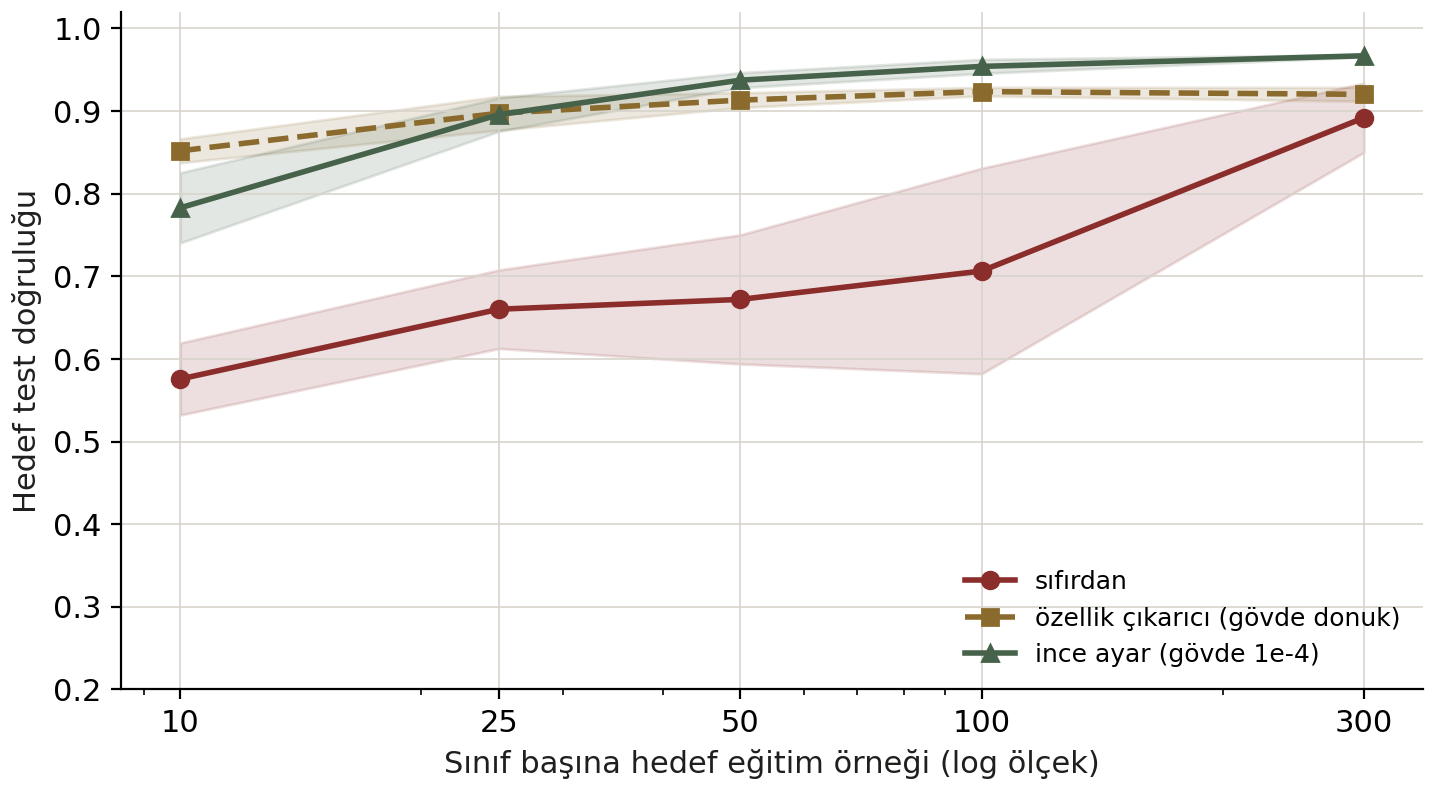 Hedef test doğruluğu
1.0
0.9
0.8
0.7
0.6
0.5
0.4
0.3
0.2
10 25 50 100 300
Sınıf başına hedef eğitim örneği (log ölçek)
sıfırdan
özellik çıkarıcı (gövde donuk)
ince ayar (gövde 1e-4)